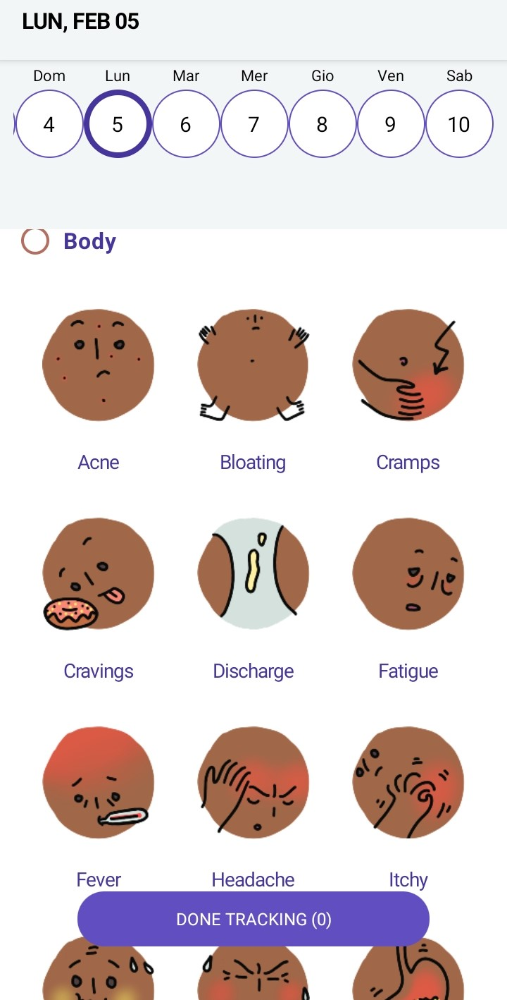 LUN, FEB 05
Dom Lun Mar Mer Gio Ven Sab
4 5 6 7 8 9 10
Body
Acne Bloating Cramps
Cravings Discharge Fatigue
Fever Headache Itchy
DONE TRACKING (0)